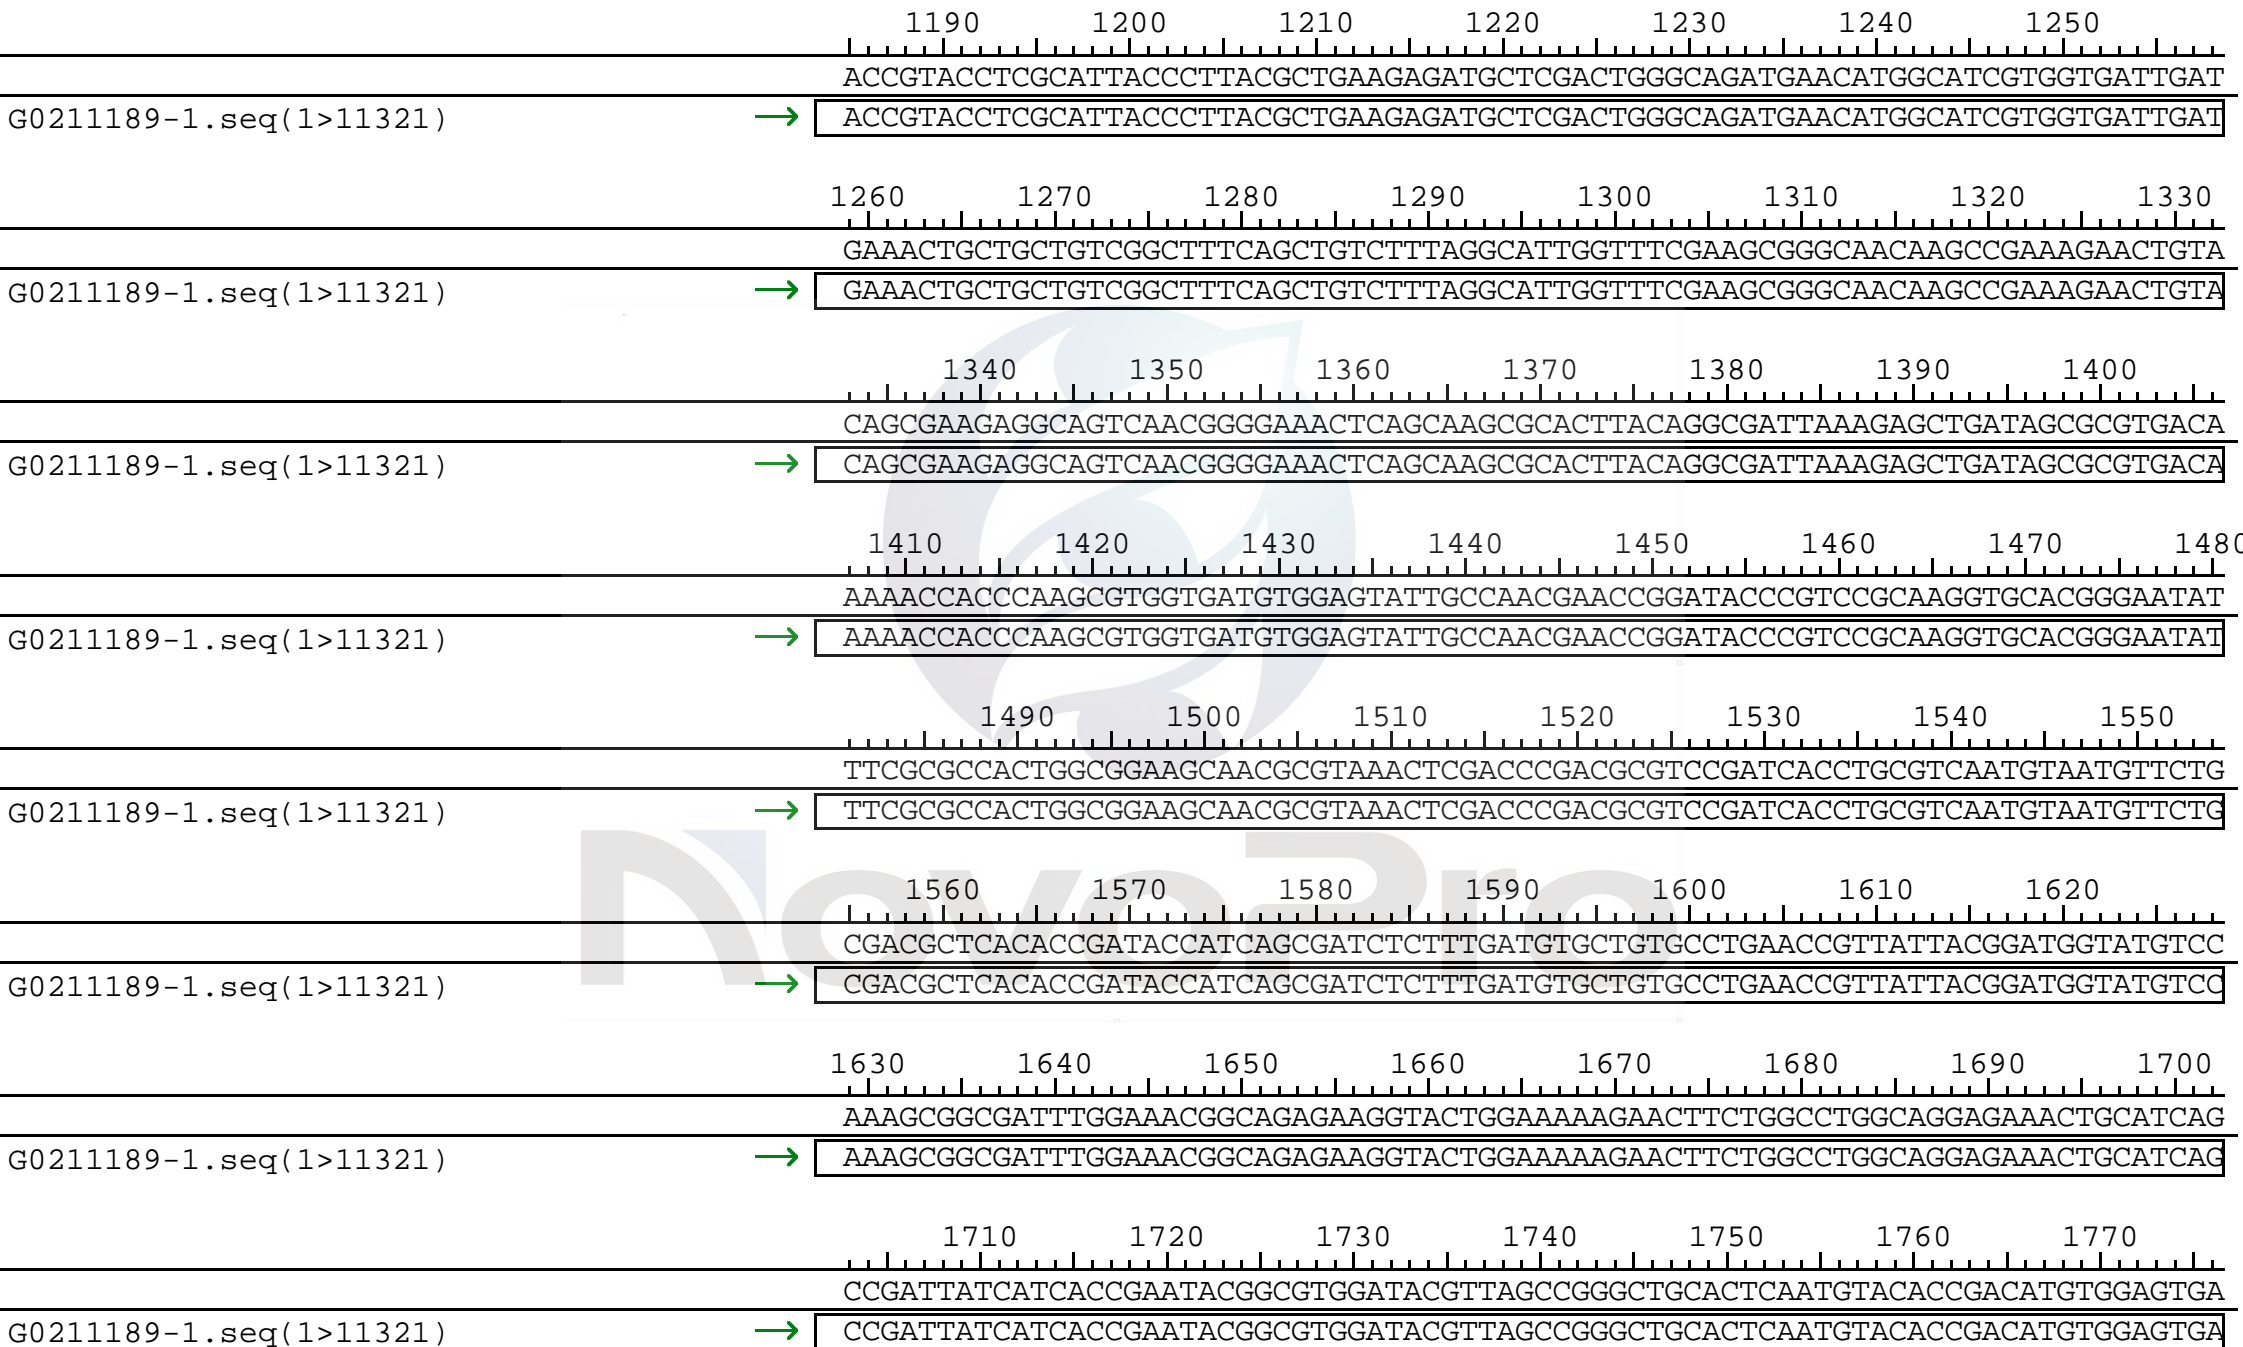 1190 1200 1210 1220 1230 1240 1250
ACCGTACCTCGCATTACCCTTACGCTGAAGAGATGCTCGACTGGGCAGATGAACATGGCATCGTGGTGATTGAT
G0211189-1.seq(1>11321) → ACCGTACCTCGCATTACCCTTACGCTGAAGAGATGCTCGACTGGGCAGATGAACATGGCATCGTGGTGATTGAT
1260 1270 1280 1290 1300 1310 1320 1330
GAAACTGCTGCTGTCGGCTTTCAGCTGTCTTTAGGCATTGGTTTCGAAGCGGGCAACAAGCCGAAAGAACTGTA
G0211189-1.seq(1>11321) → GAAACTGCTGCTGTCGGCTTTCAGCTGTCTTTAGGCATTGGTTTCGAAGCGGGCAACAAGCCGAAAGAACTGTA
1340 1350 1360 1370 1380 1390 1400
CAGCGAAGAGGCAGTCAACGGGGAAACTCAGCAAGCGCACTTACAGGCGATTAAAGAGCTGATAGCGCGTGACA
G0211189-1.seq(1>11321) → CAGCGAAGAGGCAGTCAACGGGGAAACTCAGCAAGCGCACTTACAGGCGATTAAAGAGCTGATAGCGCGTGACA
1410 1420 1430 1440 1450 1460 1470 1480
AAAACCACCCAAGCGTGGTGATGTGGAGTATTGCCAACGAACCGGATACCCGTCCGCAAGGTGCACGGGAATAT
G0211189-1.seq(1>11321) → AAAACCACCCAAGCGTGGTGATGTGGAGTATTGCCAACGAACCGGATACCCGTCCGCAAGGTGCACGGGAATAT
1490 1500 1510 1520 1530 1540 1550
TTCGCGCCACTGGCGGAAGCAACGCGTAAACTCGACCCGACGCGTCCGATCACCTGCGTCAATGTAATGTTCTG
G0211189-1.seq(1>11321) → TTCGCGCCACTGGCGGAAGCAACGCGTAAACTCGACCCGACGCGTCCGATCACCTGCGTCAATGTAATGTTCTG
NovoPro
1560 1570 1580 1590 1600 1610 1620
CGACGCTCACACCGATACCATCAGCGATCTCTTTGATGTGCTGTGCCTGAACCGTTATTACGGATGGTATGTCC
G0211189-1.seq(1>11321) → CGACGCTCACACCGATACCATCAGCGATCTCTTTGATGTGCTGTGCCTGAACCGTTATTACGGATGGTATGTCC
1630 1640 1650 1660 1670 1680 1690 1700
AAAGCGGCGATTTGGAAACGGCAGAGAAGGTACTGGAAAAAGAACTTCTGGCCTGGCAGGAGAAACTGCATCAG
G0211189-1.seq(1>11321) → AAAGCGGCGATTTGGAAACGGCAGAGAAGGTACTGGAAAAAGAACTTCTGGCCTGGCAGGAGAAACTGCATCAG
1710 1720 1730 1740 1750 1760 1770
CCGATTATCATCACCGAATACGGCGTGGATACGTTAGCCGGGCTGCACTCAATGTACACCGACATGTGGAGTGA
G0211189-1.seq(1>11321) → CCGATTATCATCACCGAATACGGCGTGGATACGTTAGCCGGGCTGCACTCAATGTACACCGACATGTGGAGTGA